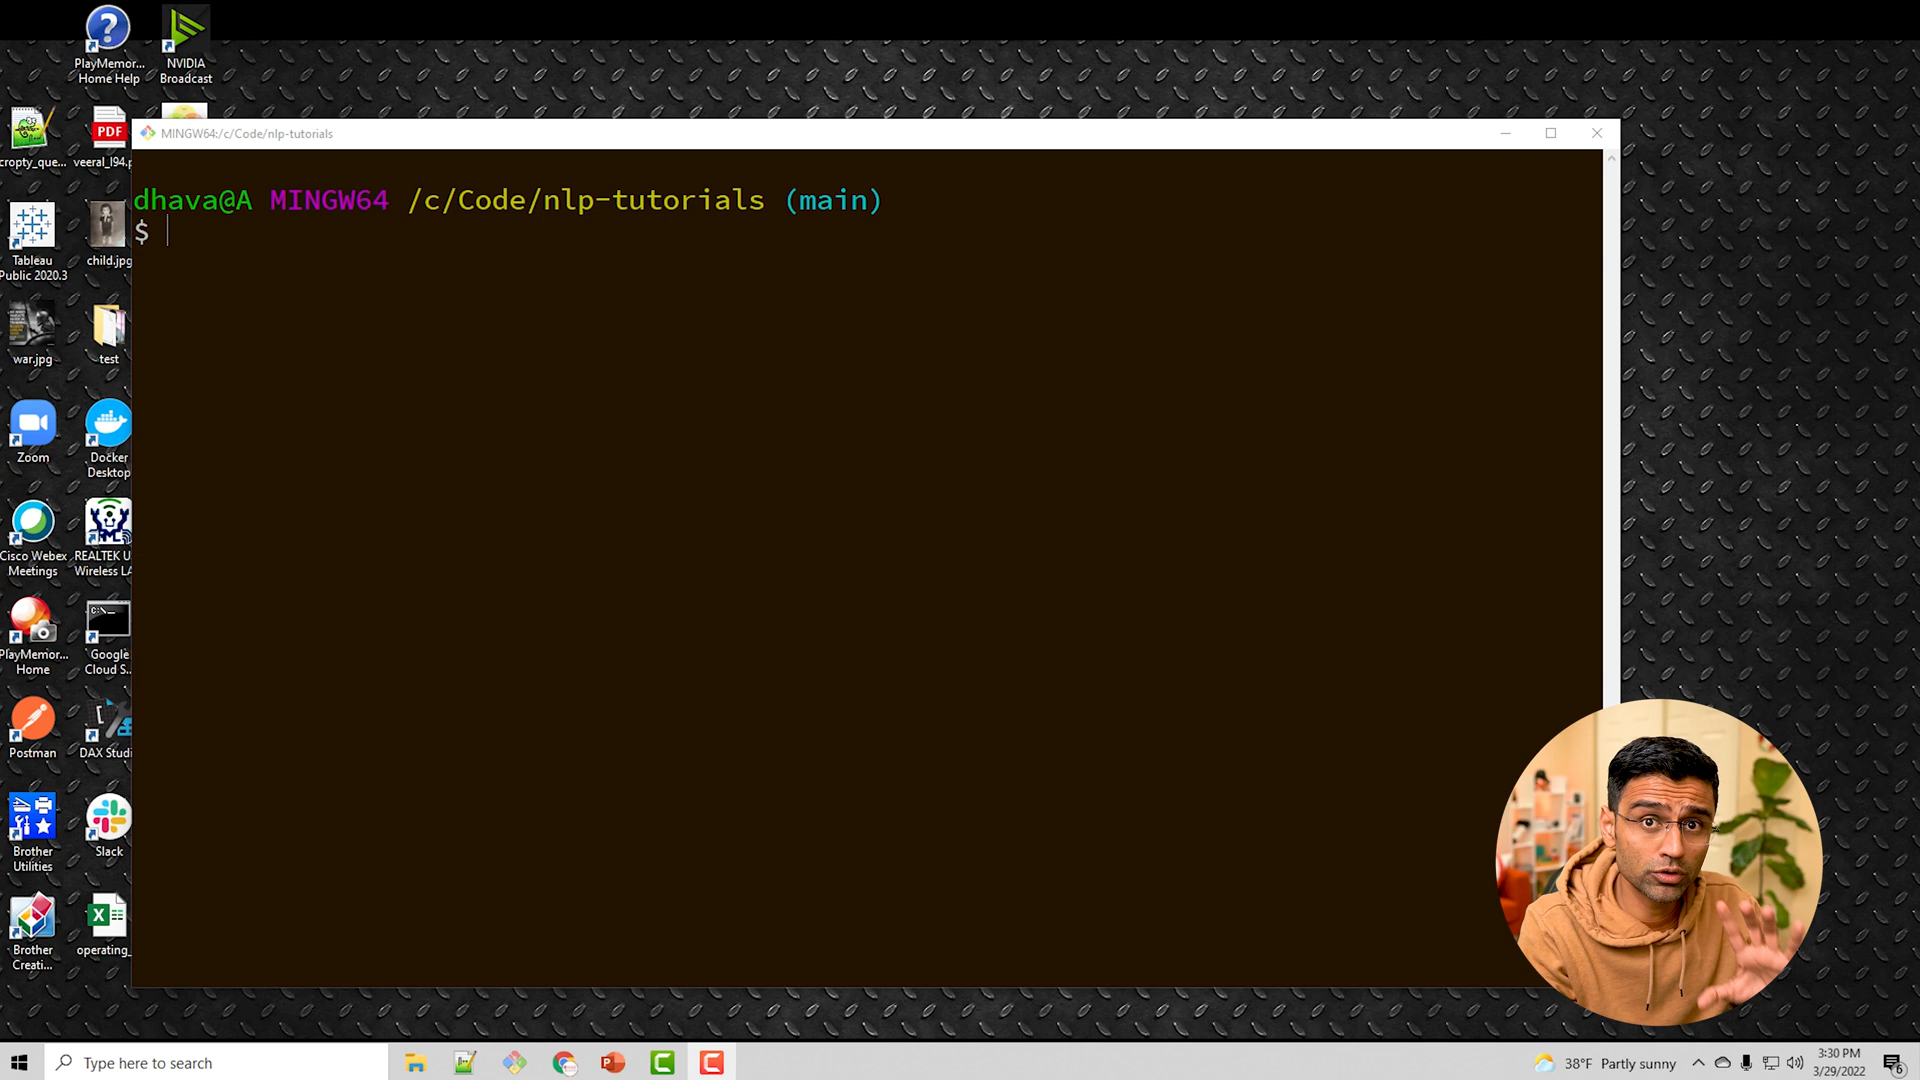 PlayMemor...
Home Help
NVIDIA
Broadcast
PDF
cropty_que...
veeral_l94.p
MINGW64:/c/Code/nlp-tutorials
dhava@A MINGW64 /c/Code/nlp-tutorials (main)
$
Tableau
Public 2020.3
child.jpg
war.jpg
test
Zoom
Docker
Desktop
Cisco Webex
Meetings
REALTEK U
Wireless LA
C:\._
PlayMemor...
Home
Google
Cloud S...
Postman
DAX Studi
Brother
Utilities
Slack
Brother
Creati...
operating_
Type here to search
38°F Partly sunny
3:30 PM
3/29/2022
6